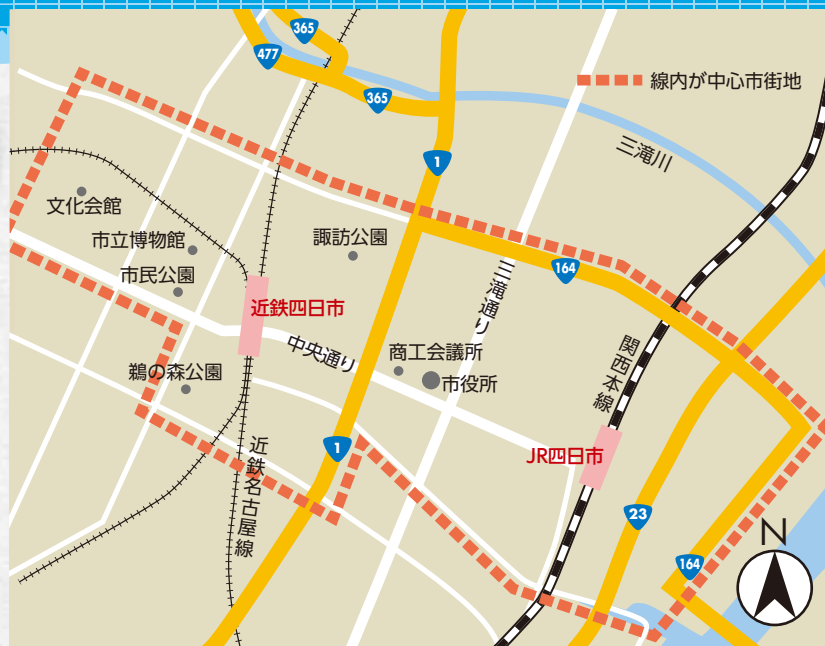 365
477
365
線内が中心市街地
1
三滝川
文化会館
市立博物館
諏訪公園
市民公園
164
三滝通り
近鉄四日市
中央通り
商工会議所
市役所
関西本線
鵜の森公園
1
近鉄名古屋線
JR四日市
23
N
164